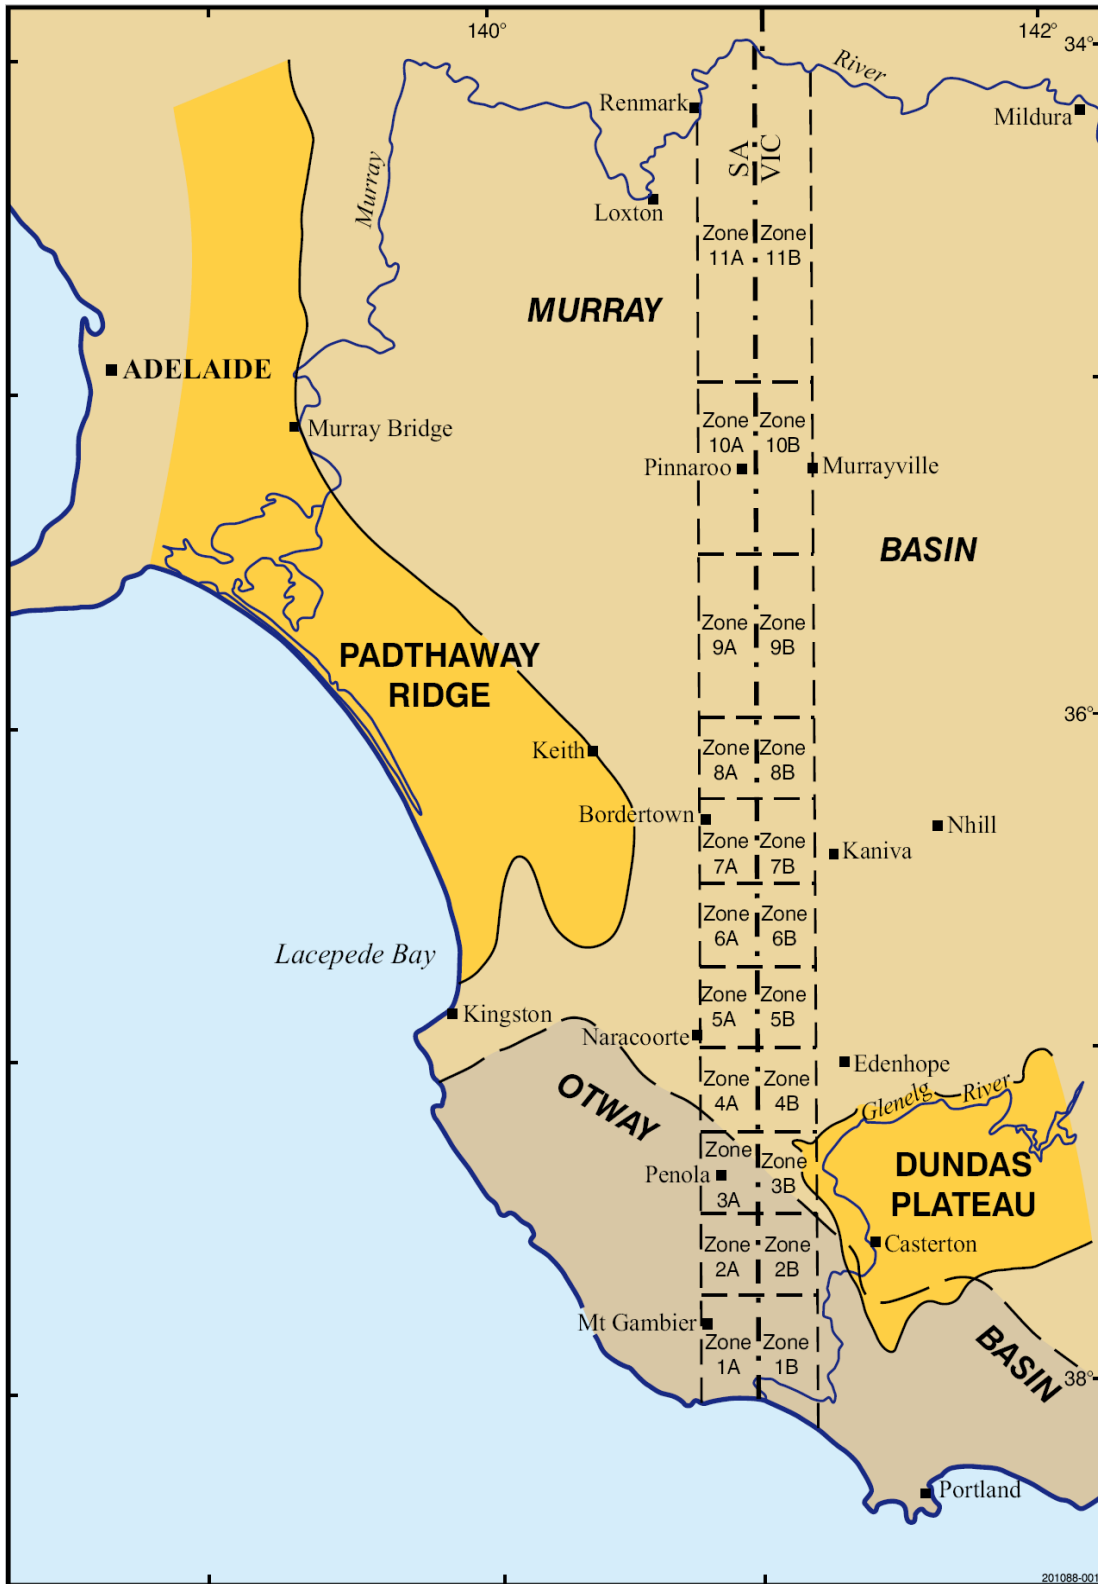 140°
142°
34°
River
Renmark
Mildura
SA
VIC
Murray
Loxton
Zone
11A
Zone
11B
MURRAY
ADELAIDE
Murray Bridge
Zone
10A
Zone
10B
Pinnaroo
Murrayville
BASIN
Zone
9A
Zone
9B
PADTHAWAY
RIDGE
36°
Keith
Zone
8A
Zone
8B
Bordertown
Nhill
Zone
7A
Zone
7B
Kaniva
Zone
6A
Zone
6B
Lacepede Bay
Zone
5A
Zone
5B
Kingston
Naracoorte
Edenhope
OTWAY
Zone
4A
Zone
4B
Glenelg River
Zone
3A
Zone
3B
Penola
DUNDAS
PLATEAU
Zone
2A
Zone
2B
Casterton
Mt Gambier
Zone
1A
Zone
1B
BASIN
38°
Portland
201088-001